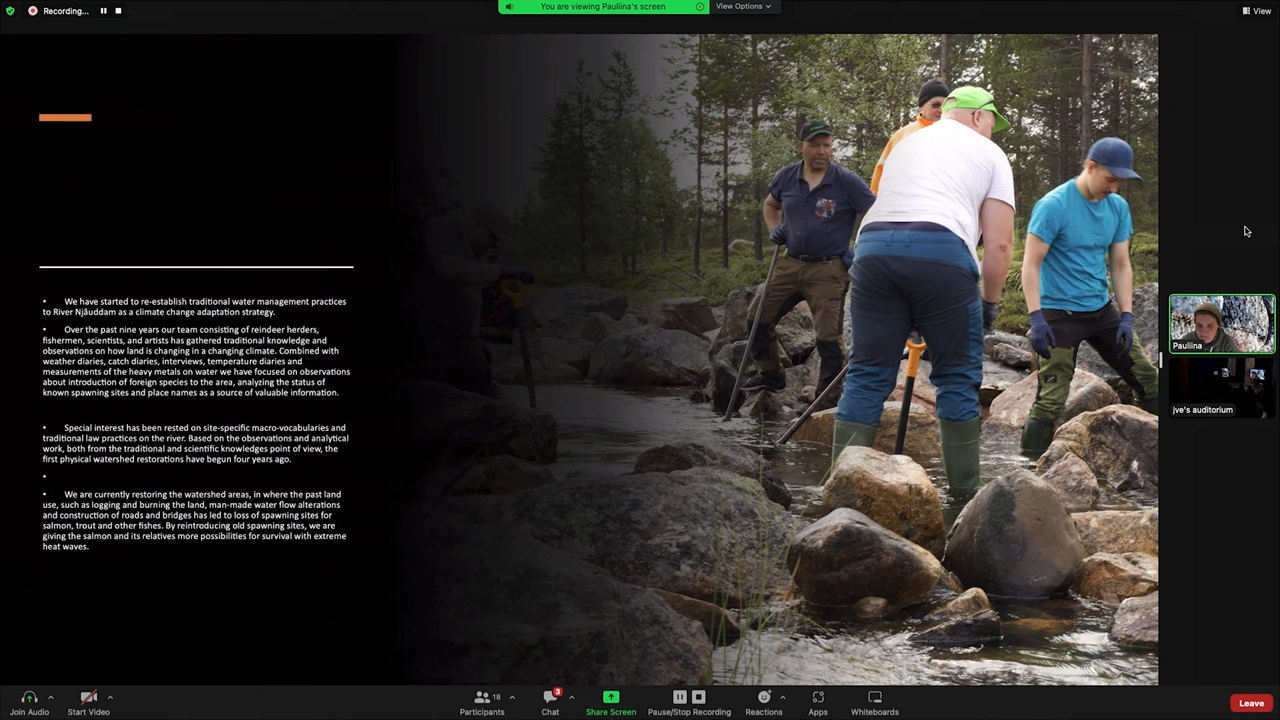 Recording...
You are viewing Pauliina's screen
View Options
View
• We have started to re-establish traditional water management practices
to River Njâuddam as a climate change adaptation strategy.
• Over the past nine years our team consisting of reindeer herders,
fishermen, scientists, and artists has gathered traditional knowledge and
observations on how land is changing in a changing climate. Combined with
weather diaries, catch diaries, interviews, temperature diaries and
measurements of the heavy metals on water we have focused on observations
about introduction of foreign species to the area, analyzing the status of
known spawning sites and place names as a source of valuable information.
• Special interest has been rested on site-specific macro-vocabularies and
traditional law practices on the river. Based on the observations and analytical
work, both from the traditional and scientific knowledges point of view, the
first physical watershed restorations have begun four years ago.
•
• We are currently restoring the watershed areas, in where the past land
use, such as logging and burning the land, man-made water flow alterations
and construction of roads and bridges has led to loss of spawning sites for
salmon, trout and other fishes. By reintroducing old spawning sites, we are
giving the salmon and its relatives more possibilities for survival with extreme
heat waves.
Pauliina
jve's auditorium
18
3
Join Audio
Start Video
Participants
Chat
Share Screen
Pause/Stop Recording
Reactions
Apps
Whiteboards
Leave